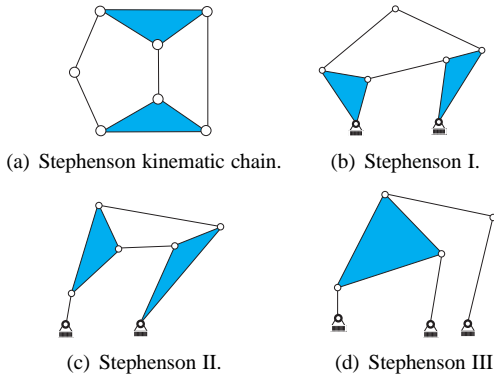 (a) Stephenson kinematic chain.
(b) Stephenson I.
(c) Stephenson II.
(d) Stephenson III